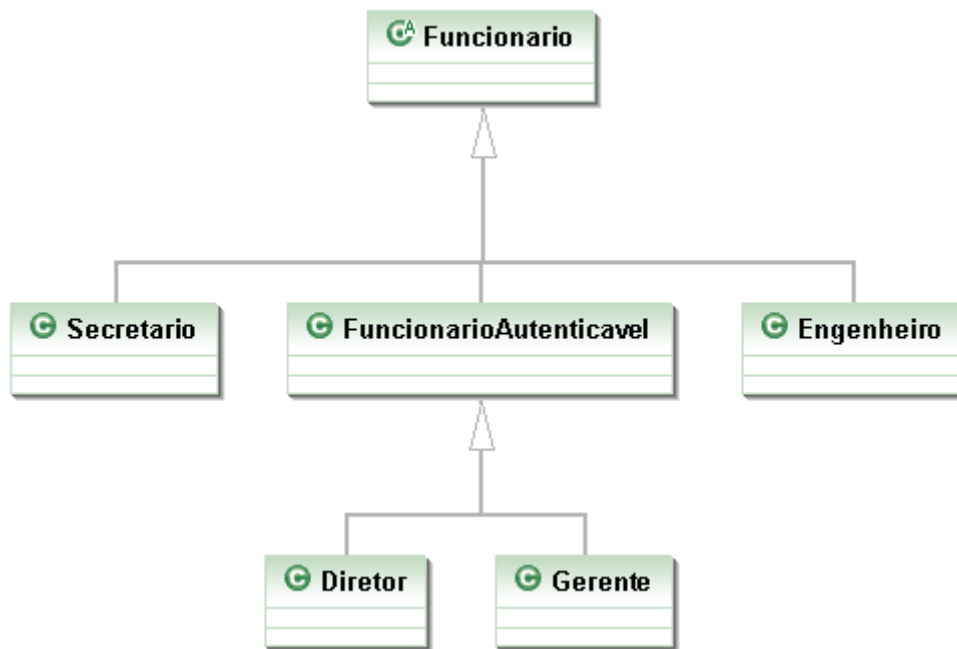 Funcionario
Secretario
FuncionarioAutenticavel
Engenheiro
Diretor
Gerente